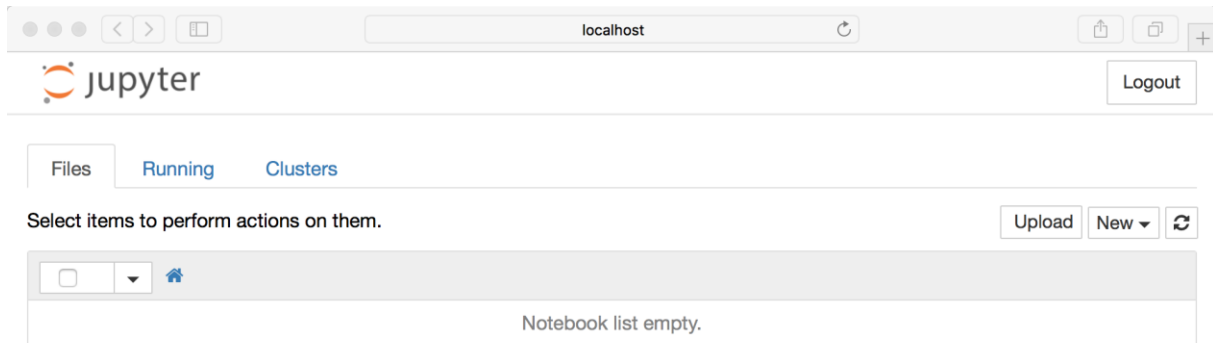 localhost
jupyter
Logout
Files Running Clusters
Select items to perform actions on them.
Upload New
Notebook list empty.